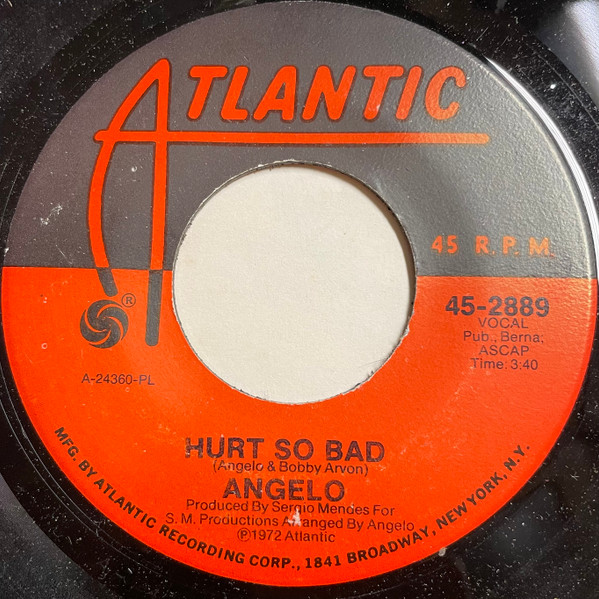 ATLANTIC
45 R.P.M.
45-2889
VOCAL
Pub., Berna;
ASCAP
Time: 3:40
®
A-24360-PL
HURT SO BAD
(Angelo & Bobby Arvon)
ANGELO
Produced By Sergio Mendes For
S. M. Productions Arranged By Angelo
℗1972 Atlantic
MFG. BY ATLANTIC RECORDING CORP., 1841 BROADWAY, NEW YORK, N.Y.